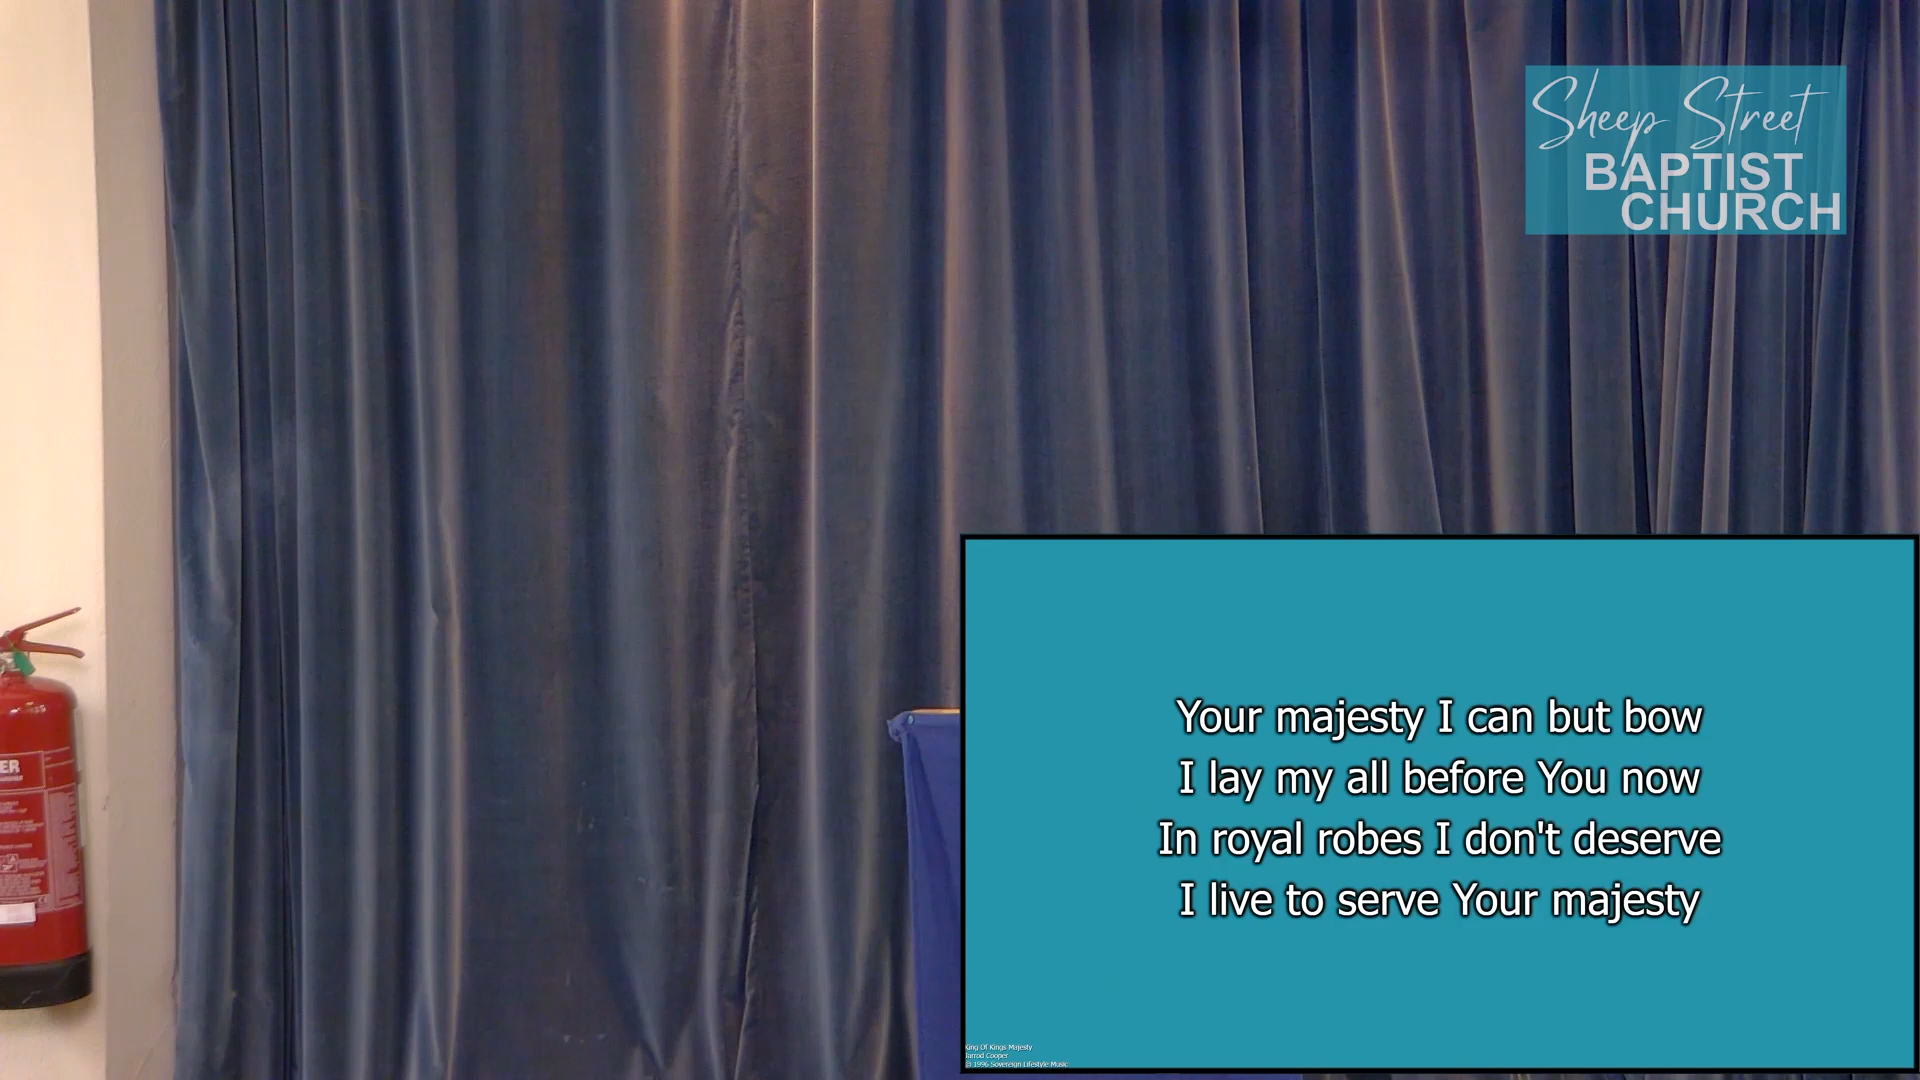 Sheep Street
BAPTIST
CHURCH
Your majesty I can but bow
I lay my all before You now
In royal robes I don't deserve
I live to serve Your majesty
King Of Kings Majesty
Jarrod Cooper
© 1996 Sovereign Lifestyle Music
ER